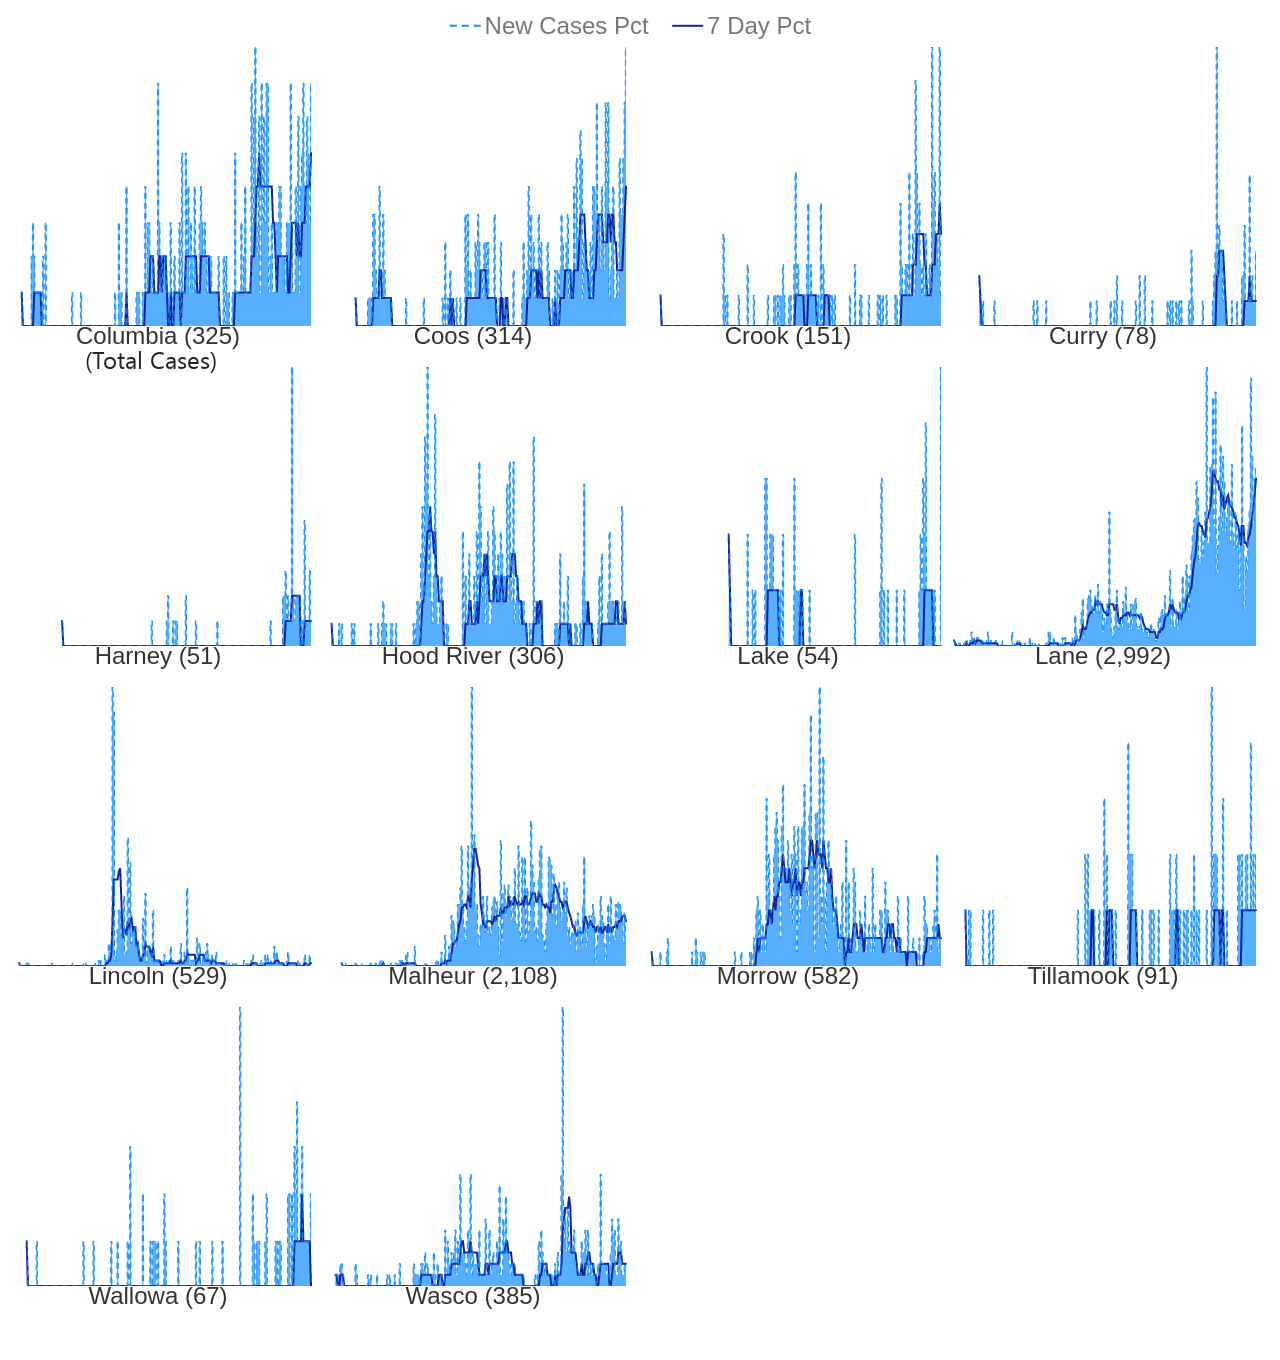 New Cases Pct 7 Day Pct
Columbia (325) Coos (314) Crook (151) Curry (78)
(Total Cases)
Harney (51) Hood River (306) Lake (54) Lane (2,992)
Lincoln (529) Malheur (2,108) Morrow (582) Tillamook (91)
Wallowa (67) Wasco (385)